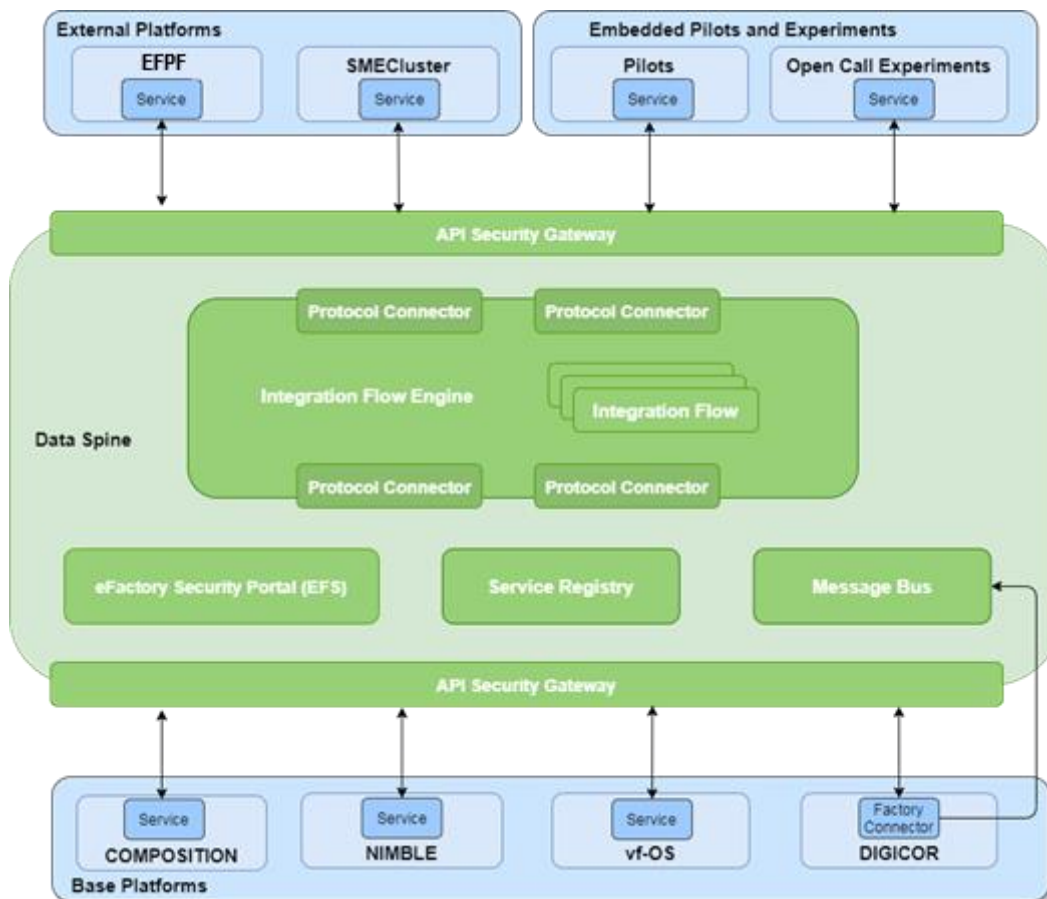 External Platforms
Embedded Pilots and Experiments
EFPF
SMECluster
Pilots
Open Call Experiments
Service
Service
Service
Service
API Security Gateway
Protocol Connector
Protocol Connector
Integration Flow Engine
Integration Flow
Data Spine
Protocol Connector
Protocol Connector
eFactory Security Portal (EFS)
Service Registry
Message Bus
API Security Gateway
Service
Service
Service
Factory
Connector
COMPOSITION
NIMBLE
vf-OS
DIGICOR
Base Platforms